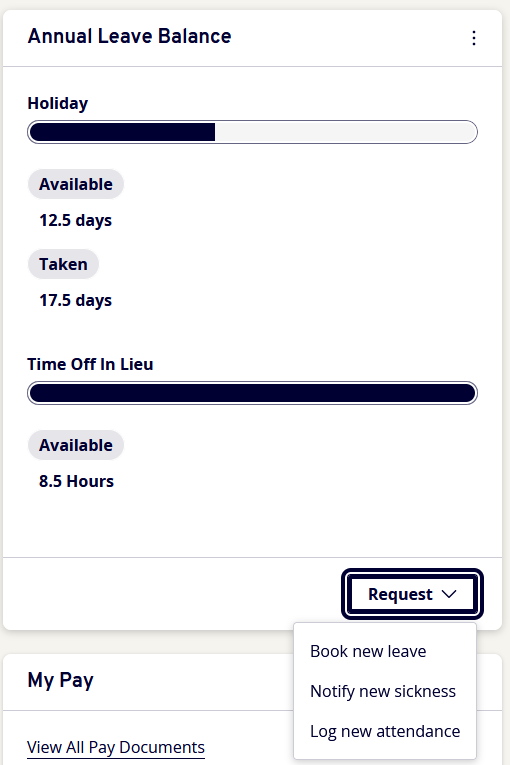 Annual Leave Balance
Holiday
Available
12.5 days
Taken
17.5 days
Time Off In Lieu
Available
8.5 Hours
Request
Book new leave
Notify new sickness
Log new attendance
My Pay
View All Pay Documents